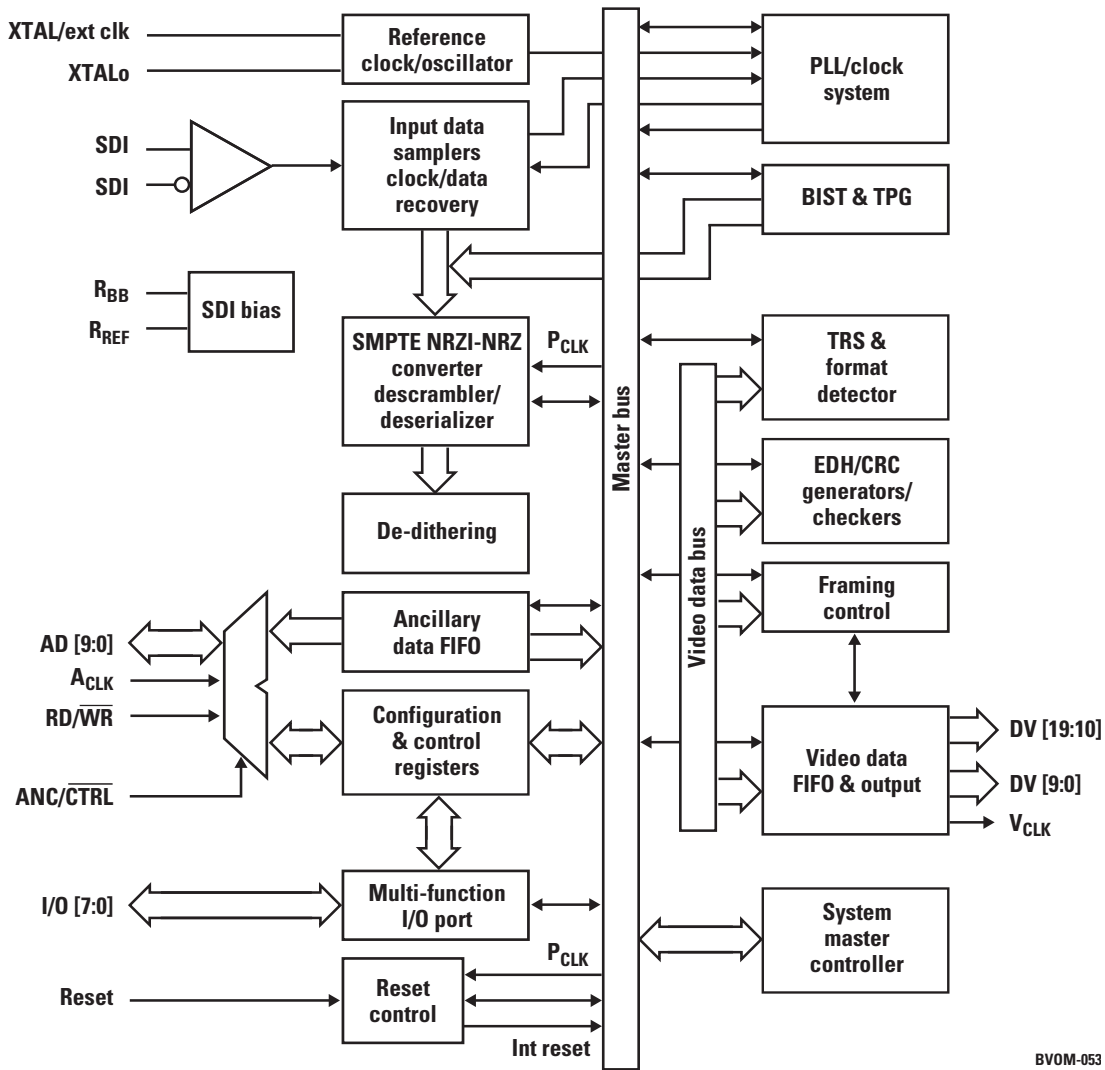 XTAL/ext clk
XTALo
Reference
clock/oscillator
PLL/clock
system
SDI
SDI
Input data
samplers
clock/data
recovery
BIST & TPG
RBB
RREF
SDI bias
SMPTE NRZI-NRZ
converter
descrambler/
deserializer
PCLK
Master bus
TRS &
format
detector
De-dithering
Video data bus
EDH/CRC
generators/
checkers
Framing
control
AD [9:0]
ACLK
RD/W̅R̅
ANC/C̅T̅R̅L̅
Ancillary
data FIFO
Configuration
& control
registers
Video data
FIFO & output
DV [19:10]
DV [9:0]
VCLK
I/O [7:0]
Multi-function
I/O port
System
master
controller
Reset
Reset
control
PCLK
Int reset
BVOM-053